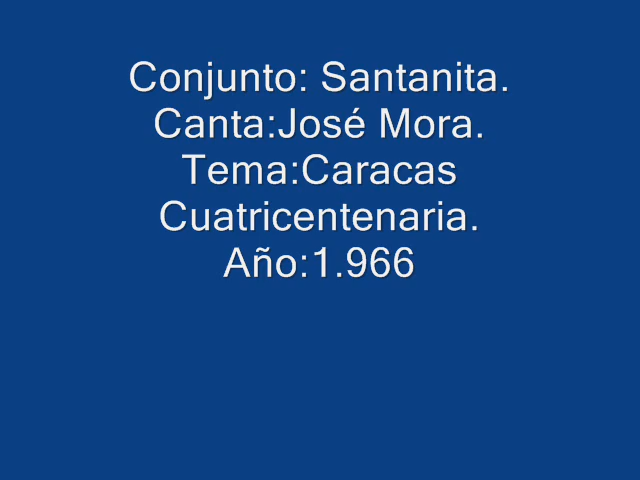 Conjunto: Santanita.
Canta:José Mora.
Tema:Caracas
Cuatricentenaria.
Año:1.966